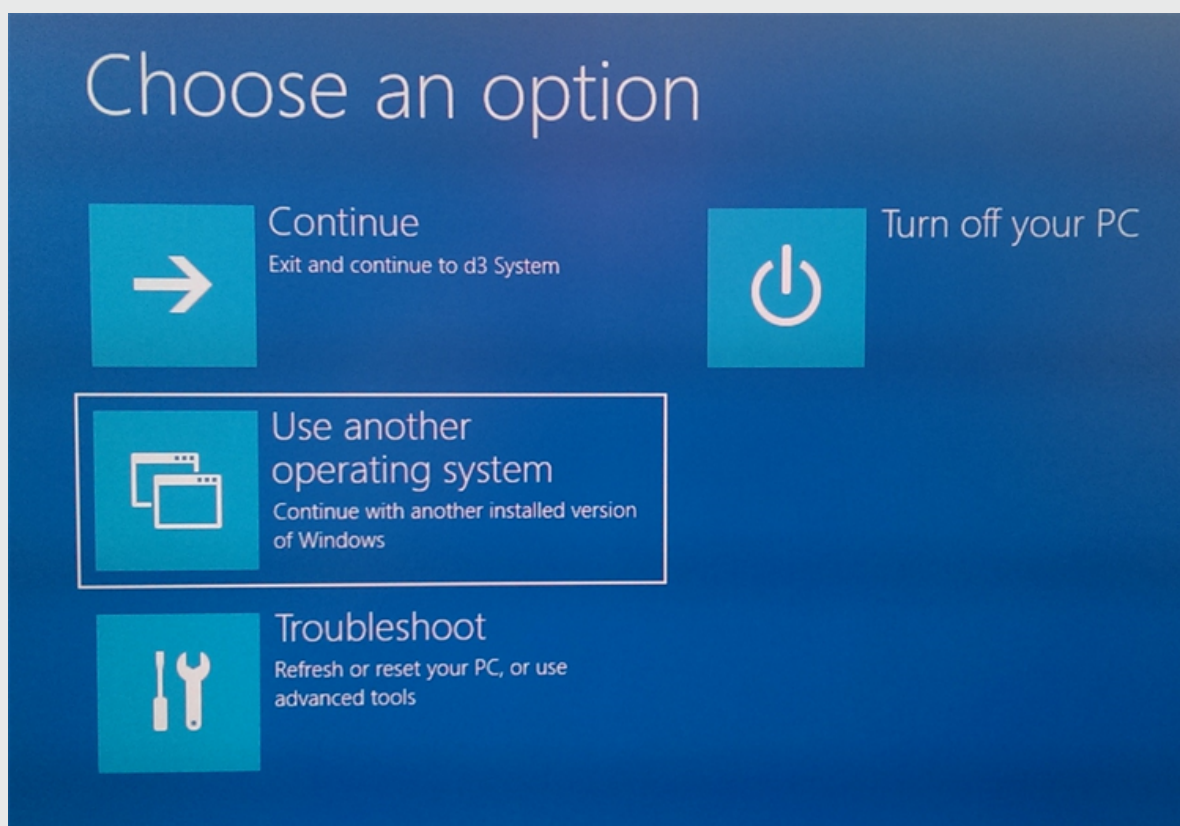 Choose an option
Continue
Exit and continue to d3 System
Turn off your PC
Use another
operating system
Continue with another installed version
of Windows
Troubleshoot
Refresh or reset your PC, or use
advanced tools